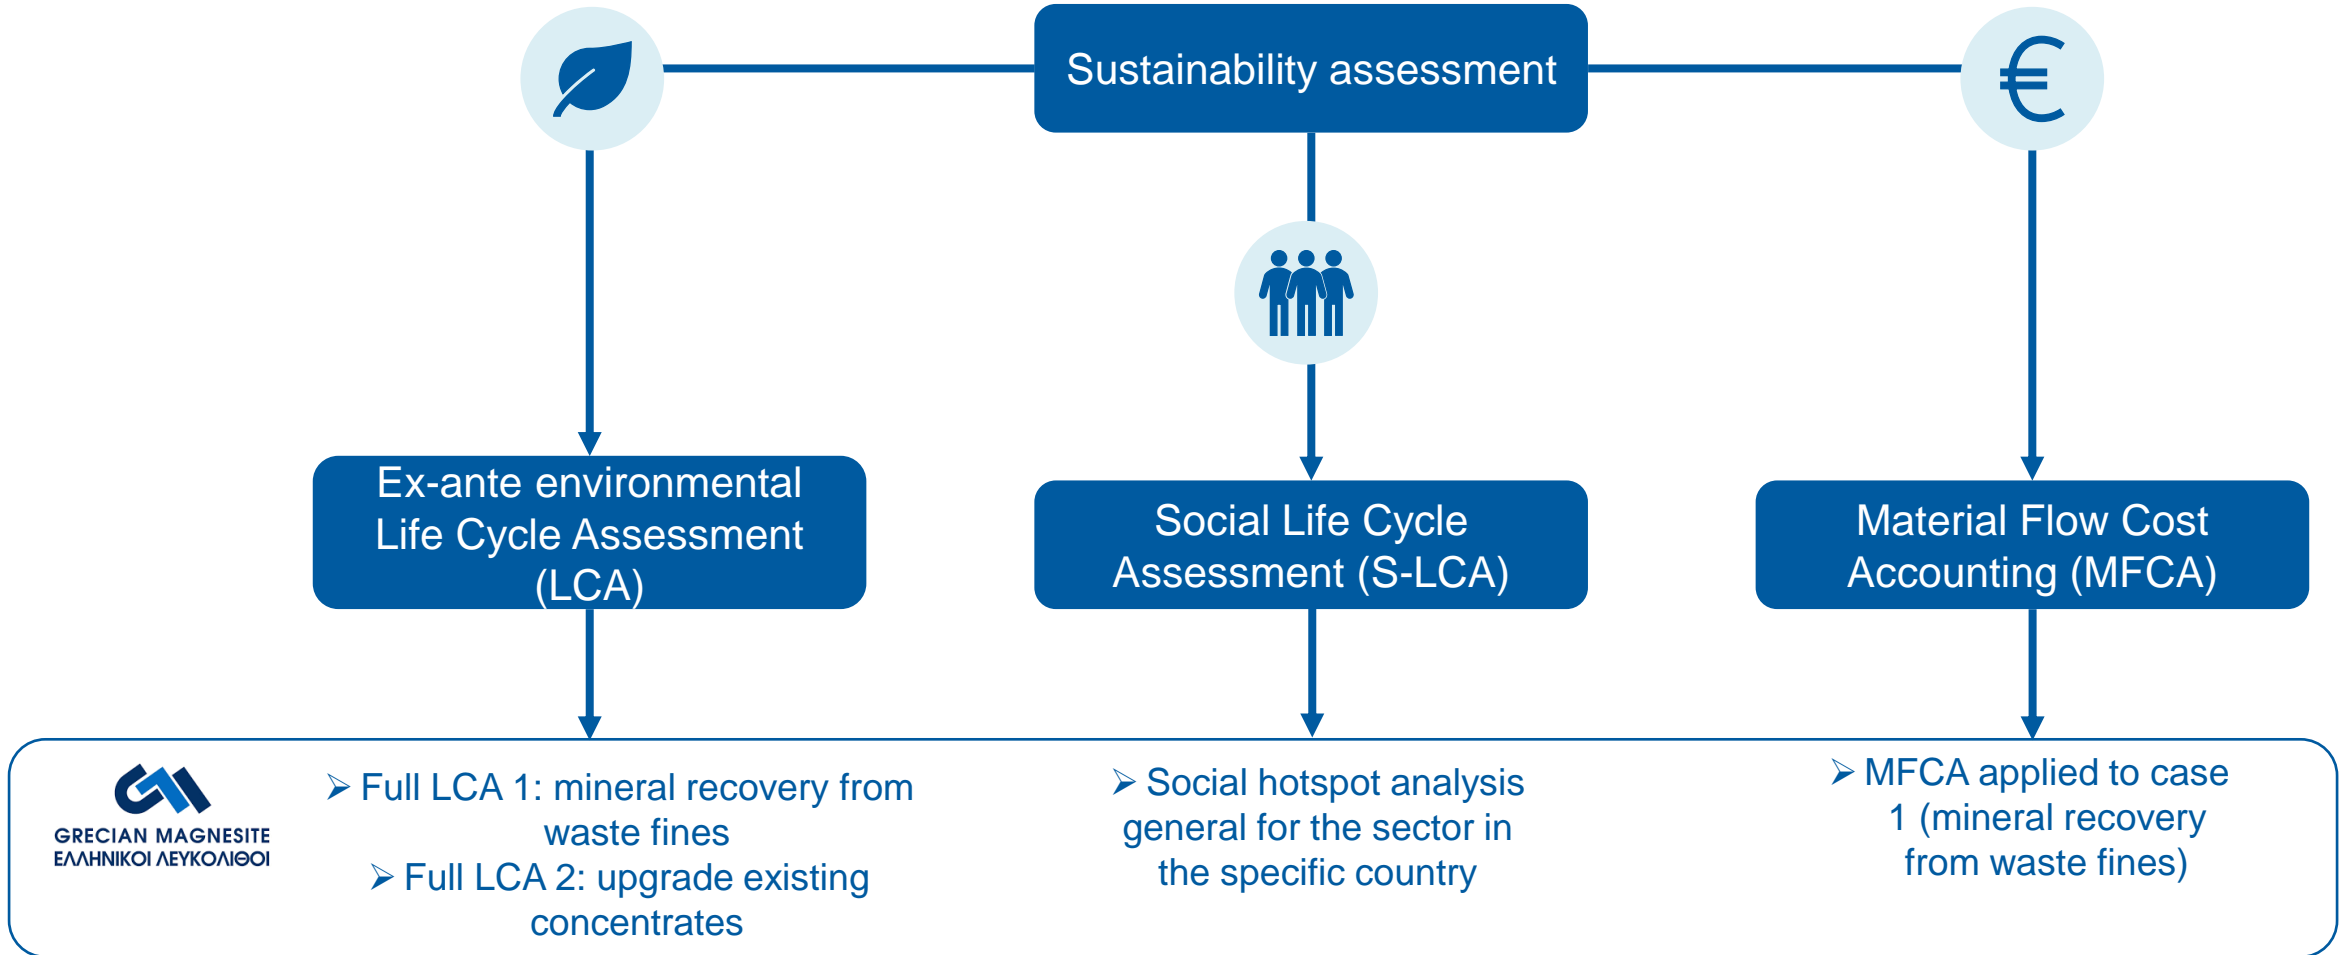 Sustainability assessment
€
Ex-ante environmental
Life Cycle Assessment
(LCA)
Social Life Cycle
Assessment (S-LCA)
Material Flow Cost
Accounting (MFCA)
GRECIAN MAGNESITE
ΕΛΛΗΝΙΚΟΙ ΛΕΥΚΟΛΙΘΟΙ
➢ Full LCA 1: mineral recovery from
waste fines
➢ Full LCA 2: upgrade existing
concentrates
➢ Social hotspot analysis
general for the sector in
the specific country
➢ MFCA applied to case
1 (mineral recovery
from waste fines)